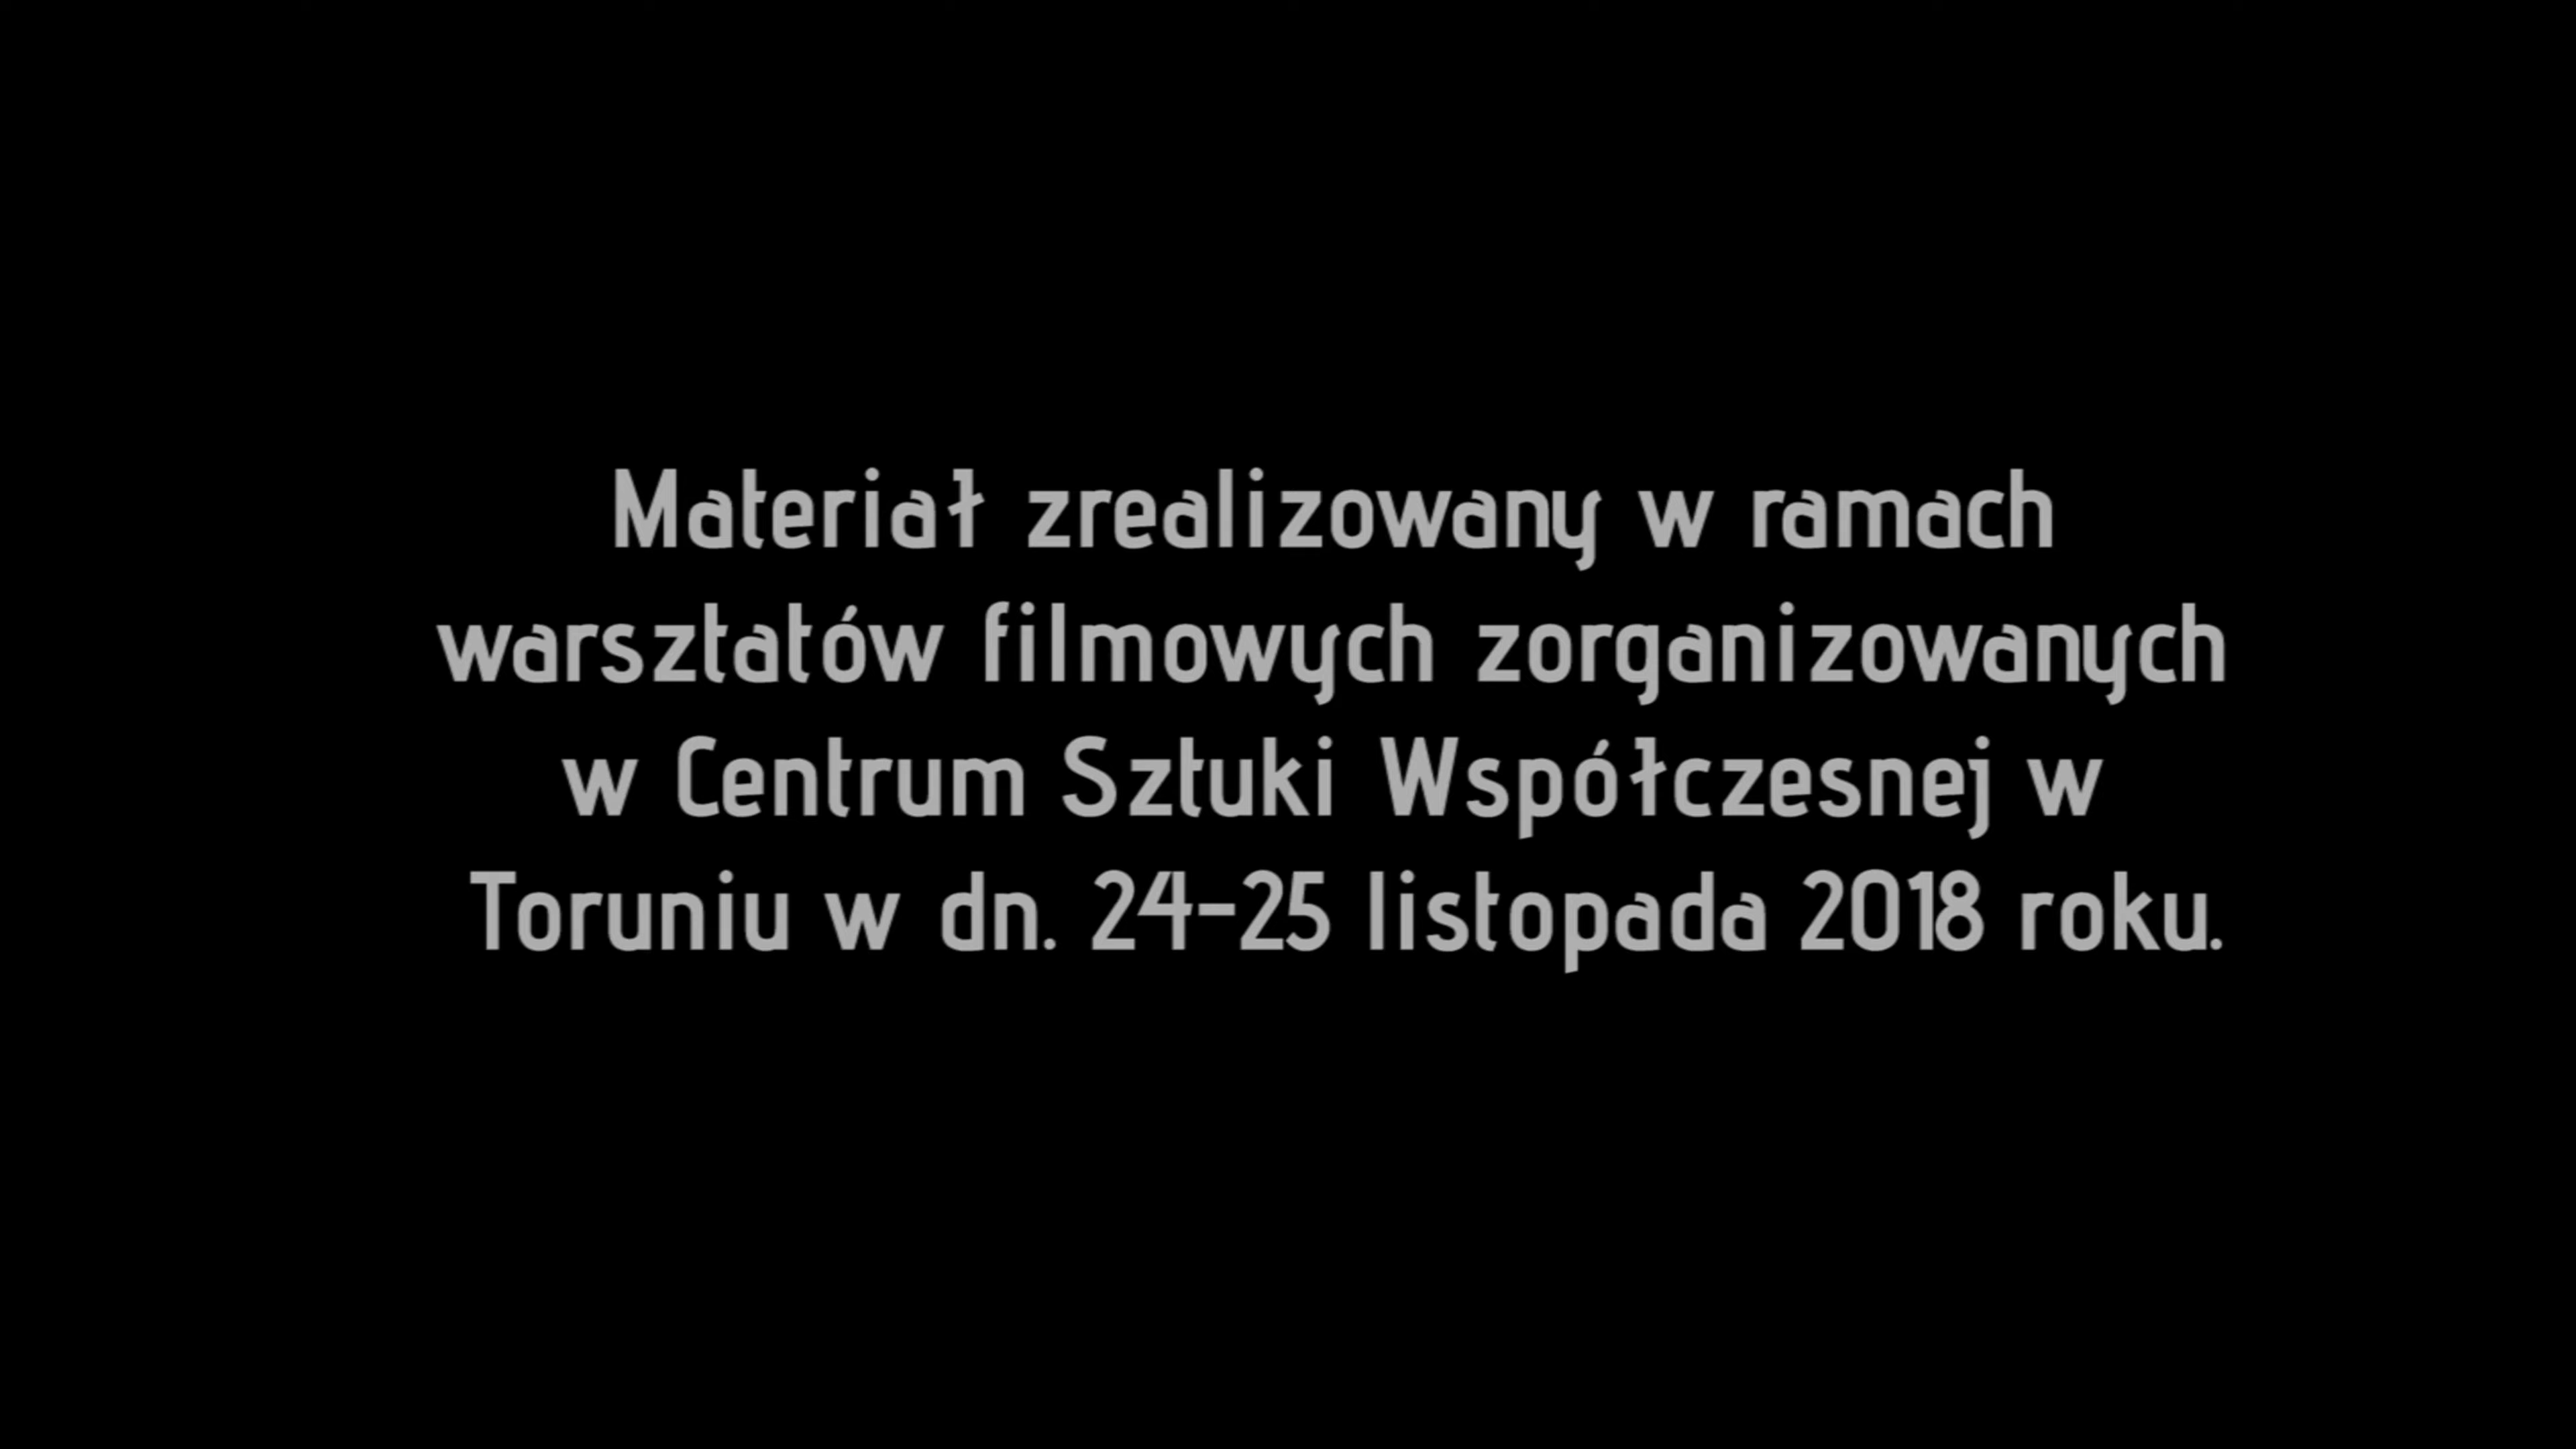 Materiał zrealizowany w ramach
warsztatów filmowych zorganizowanych
w Centrum Sztuki Współczesnej w
Toruniu w dn. 24-25 listopada 2018 roku.